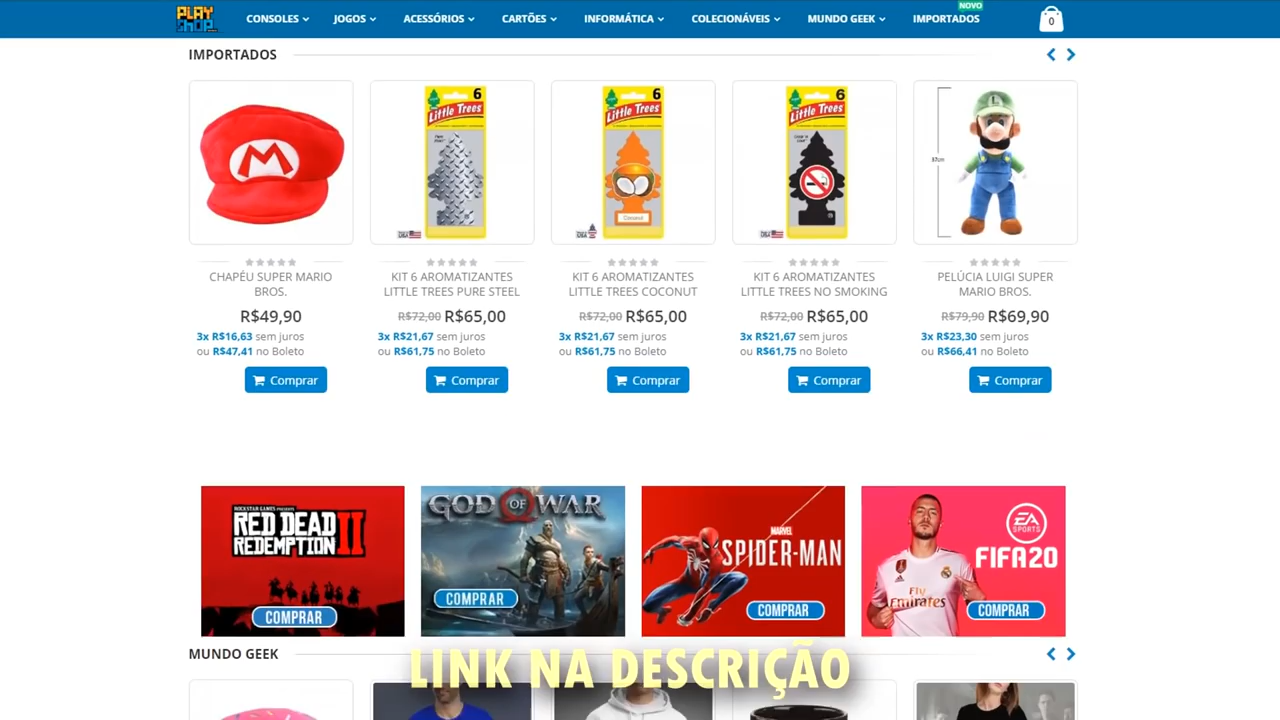 PLAY SHOP
CONSOLES
JOGOS
ACESSÓRIOS
CARTÕES
INFORMÁTICA
COLECIONÁVEIS
MUNDO GEEK
IMPORTADOS
NOVO
0
IMPORTADOS
M
6
Little Trees
6
Little Trees
Coconut
6
Little Trees
L
CHAPÉU SUPER MARIO
BROS.
R$49,90
3x R$16,63 sem juros
ou R$47,41 no Boleto
Comprar
KIT 6 AROMATIZANTES
LITTLE TREES PURE STEEL
R$72,00 R$65,00
3x R$21,67 sem juros
ou R$61,75 no Boleto
Comprar
KIT 6 AROMATIZANTES
LITTLE TREES COCONUT
R$72,00 R$65,00
3x R$21,67 sem juros
ou R$61,75 no Boleto
Comprar
KIT 6 AROMATIZANTES
LITTLE TREES NO SMOKING
R$72,00 R$65,00
3x R$21,67 sem juros
ou R$61,75 no Boleto
Comprar
PELÚCIA LUIGI SUPER
MARIO BROS.
R$79,90 R$69,90
3x R$23,30 sem juros
ou R$66,41 no Boleto
Comprar
ROCKSTAR GAMES PRESENTS
RED DEAD
REDEMPTION II
COMPRAR
GOD OF WAR
COMPRAR
MARVEL
SPIDER-MAN
COMPRAR
EA
SPORTS
FIFA20
Fly
Emirates
COMPRAR
MUNDO GEEK
LINK NA DESCRIÇÃO